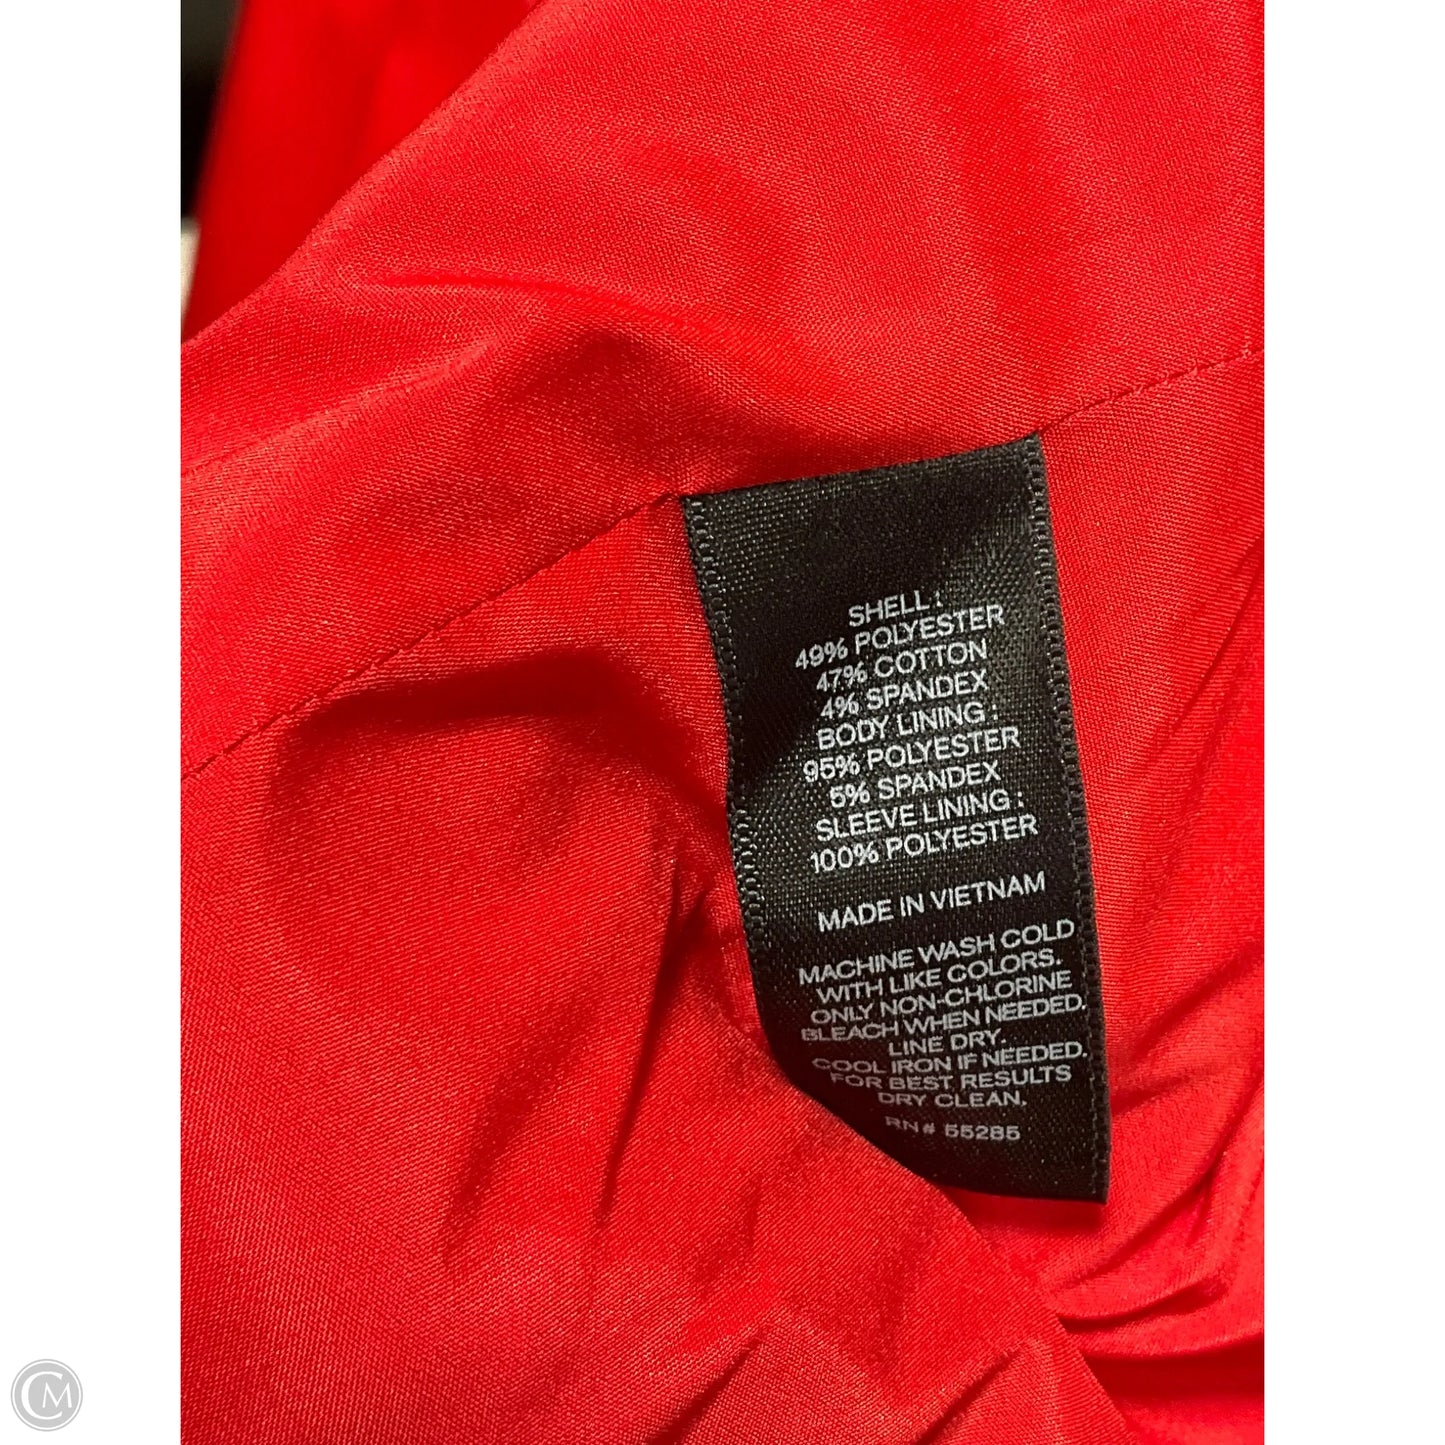 SHELL :
49% POLYESTER
47% COTTON
4% SPANDEX
BODY LINING :
95% POLYESTER
5% SPANDEX
SLEEVE LINING :
100% POLYESTER
MADE IN VIETNAM
MACHINE WASH COLD
WITH LIKE COLORS.
ONLY NON-CHLORINE
BLEACH WHEN NEEDED.
LINE DRY.
COOL IRON IF NEEDED.
FOR BEST RESULTS
DRY CLEAN.
RN# 55285
CM